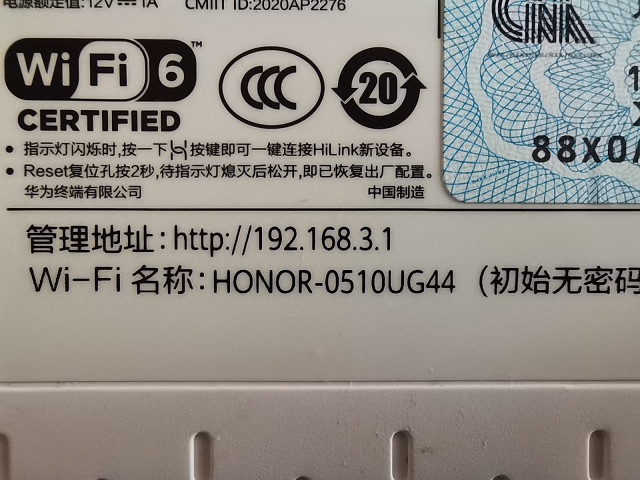 电源额定值:12V⎓1A CMIIT ID:2020AP2276
WiFi 6™
CERTIFIED
CCC
20
88X0/
• 指示灯闪烁时,按一下 按键即可一键连接HiLink新设备。
• Reset复位孔按2秒,待指示灯熄灭后松开,即已恢复出厂配置。
华为终端有限公司 中国制造
管理地址:http://192.168.3.1
Wi-Fi 名称:HONOR-0510UG44 (初始无密码